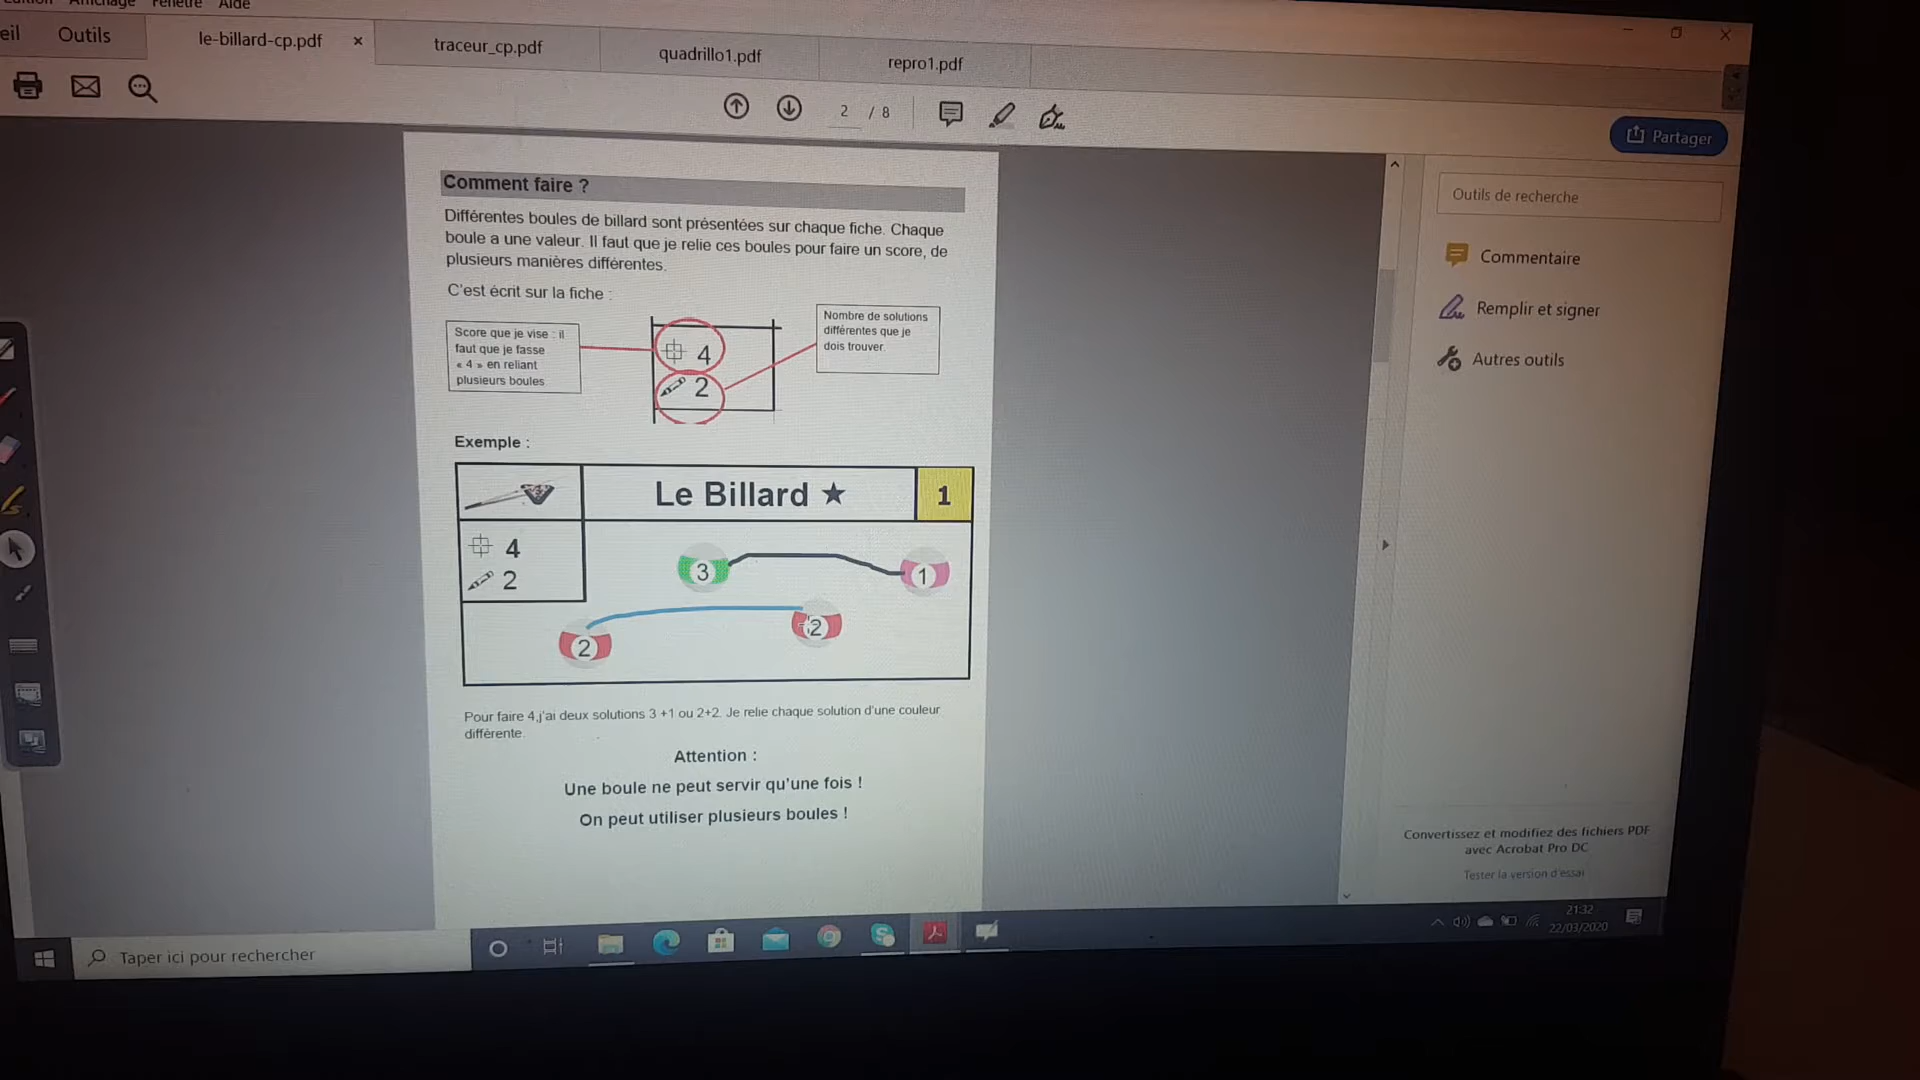 Affichage Fenêtre Aide
Outils
le-billard-cp.pdf ×
traceur_cp.pdf
quadrillo1.pdf
repro1.pdf
2 / 8
Partager
Comment faire ?
Différentes boules de billard sont présentées sur chaque fiche. Chaque
boule a une valeur. Il faut que je relie ces boules pour faire un score, de
plusieurs manières différentes.
C'est écrit sur la fiche :
Score que je vise : il
faut que je fasse
« 4 » en reliant
plusieurs boules
4
2
Nombre de solutions
différentes que je
dois trouver.
Exemple :
Le Billard ★
1
4
2
3
1
2
2
Pour faire 4,j'ai deux solutions 3 +1 ou 2+2. Je relie chaque solution d'une couleur
différente.
Attention :
Une boule ne peut servir qu'une fois !
On peut utiliser plusieurs boules !
Outils de recherche
Commentaire
Remplir et signer
Autres outils
Convertissez et modifiez des fichiers PDF
avec Acrobat Pro DC
Tester la version d'essai
Taper ici pour rechercher
21:32
22/03/2020